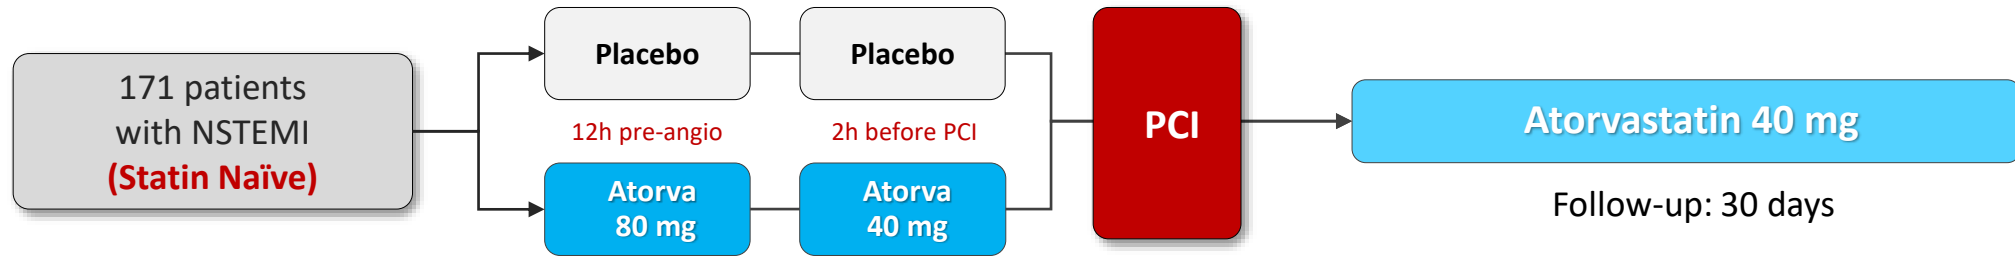 171 patients
with NSTEMI
(Statin Naïve)
Placebo
Placebo
12h pre-angio
2h before PCI
Atorva
80 mg
Atorva
40 mg
PCI
Atorvastatin 40 mg
Follow-up: 30 days